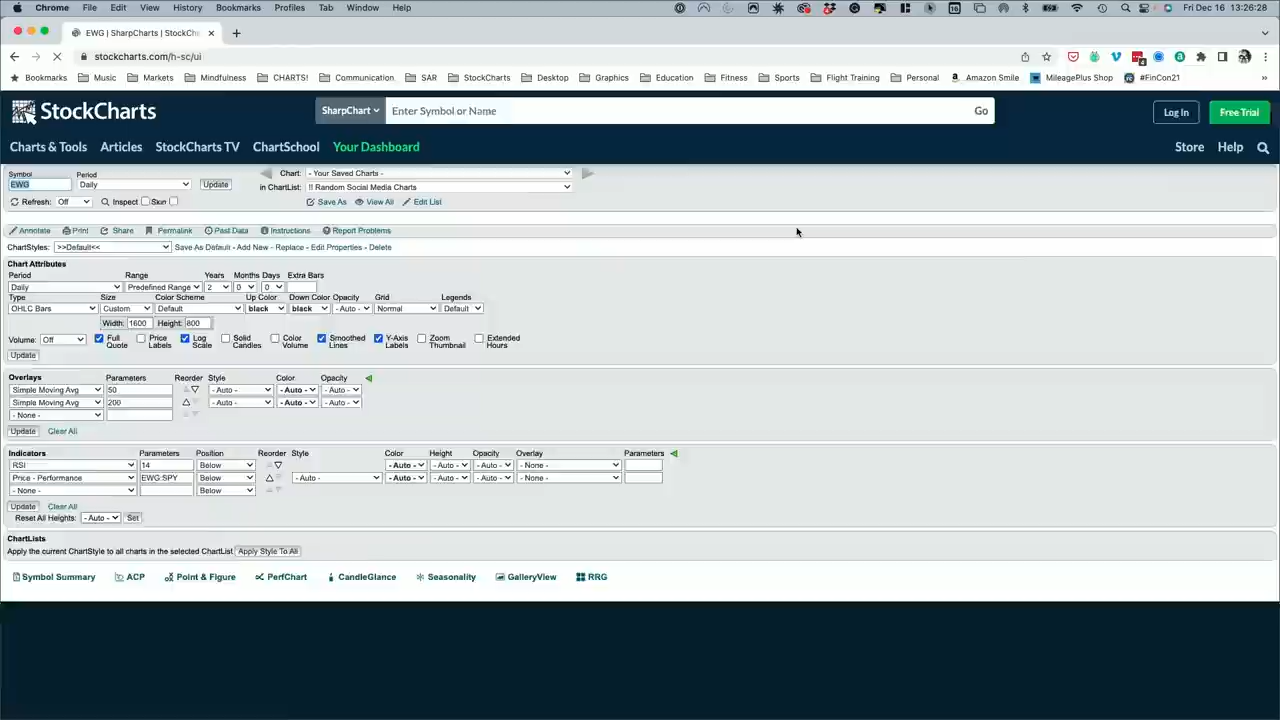 Chrome File Edit View History Bookmarks Profiles Tab Window Help Fri Dec 16 13:26:28
EWG | SharpCharts | StockCh
stockcharts.com/h-sc/ui
Bookmarks Music Markets Mindfulness CHARTS! Communication SAR StockCharts Desktop Graphics Education Fitness Sports Flight Training Personal Amazon Smile MileagePlus Shop #FinCon21 »
StockCharts SharpChart Enter Symbol or Name Go Log In Free Trial
Charts & Tools Articles StockCharts TV ChartSchool Your Dashboard Store Help
Symbol Period Chart: - Your Saved Charts -
EWG Daily Update in ChartList: !! Random Social Media Charts
Refresh: Off Inspect Skin Save As View All Edit List
Annotate Print Share Permalink Past Data Instructions Report Problems
ChartStyles: >>Default<< Save As Default - Add New - Replace - Edit Properties - Delete
Chart Attributes
Period Range Years Months Days Extra Bars
Daily Predefined Range 2 0 0
Type Size Color Scheme Up Color Down Color Opacity Grid Legends
OHLC Bars Custom Default black black - Auto - Normal Default
Width: 1600 Height: 800
Volume: Off Full Quote Price Labels Log Scale Solid Candles Color Volume Smoothed Lines Y-Axis Labels Zoom Thumbnail Extended Hours
Update
Overlays Parameters Reorder Style Color Opacity
Simple Moving Avg 50 - Auto - - Auto - - Auto -
Simple Moving Avg 200 - Auto - - Auto - - Auto -
- None -
Update Clear All
Indicators Parameters Position Reorder Style Color Height Opacity Overlay Parameters
RSI 14 Below - Auto - - Auto - - Auto - - None -
Price - Performance EWG:SPY Below - Auto - - Auto - - Auto - - Auto - - None -
- None - Below
Update Clear All
Reset All Heights: - Auto - Set
ChartLists
Apply the current ChartStyle to all charts in the selected ChartList Apply Style To All
Symbol Summary ACP Point & Figure PerfChart CandleGlance Seasonality GalleryView RRG